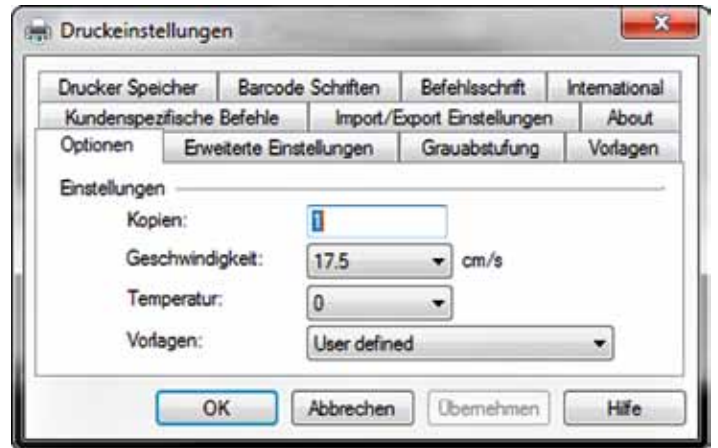 Druckeinstellungen
Drucker Speicher Barcode Schriften Befehlsschrift International
Kundenspezifische Befehle Import/Export Einstellungen About
Optionen Erweiterte Einstellungen Grauabstufung Vorlagen
Einstellungen
Kopien: 1
Geschwindigkeit: 17.5 cm/s
Temperatur: 0
Vorlagen: User defined
OK Abbrechen Übernehmen Hilfe